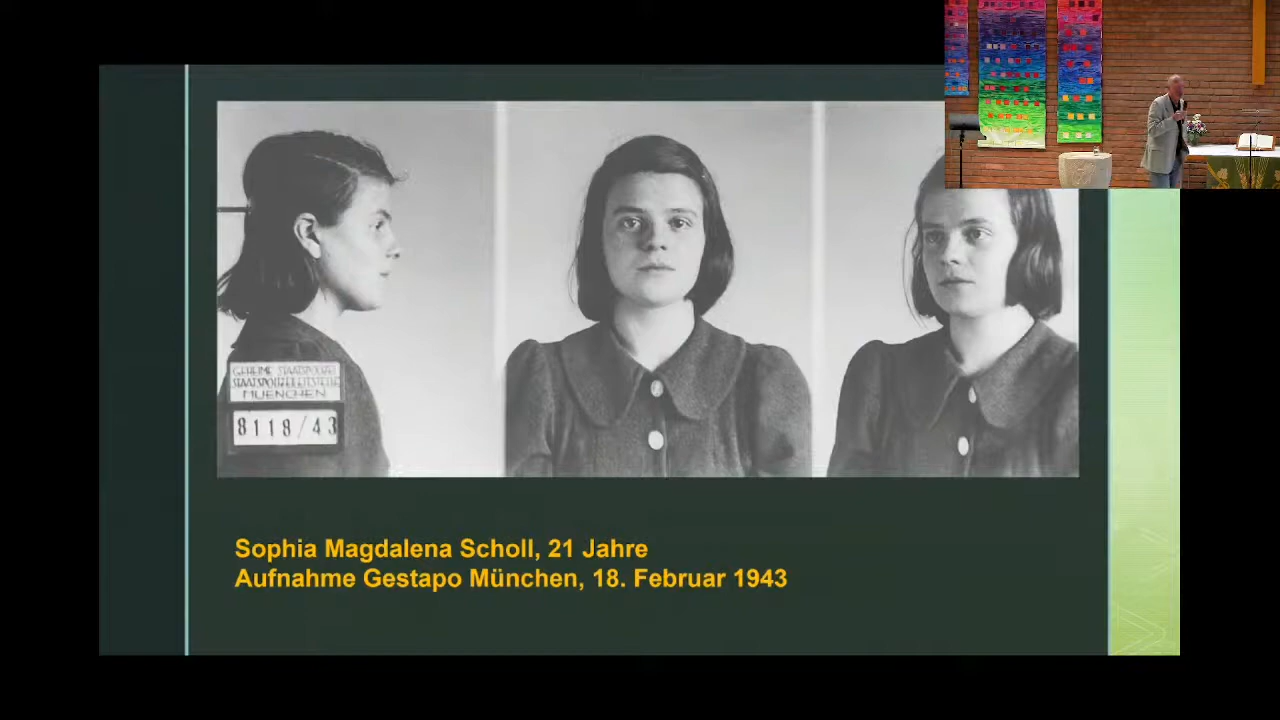 GEHEIME STAATSPOLIZEI
STAATSPOLIZEILEITSTELLE
MUENCHEN
8118/43
Sophia Magdalena Scholl, 21 Jahre
Aufnahme Gestapo München, 18. Februar 1943